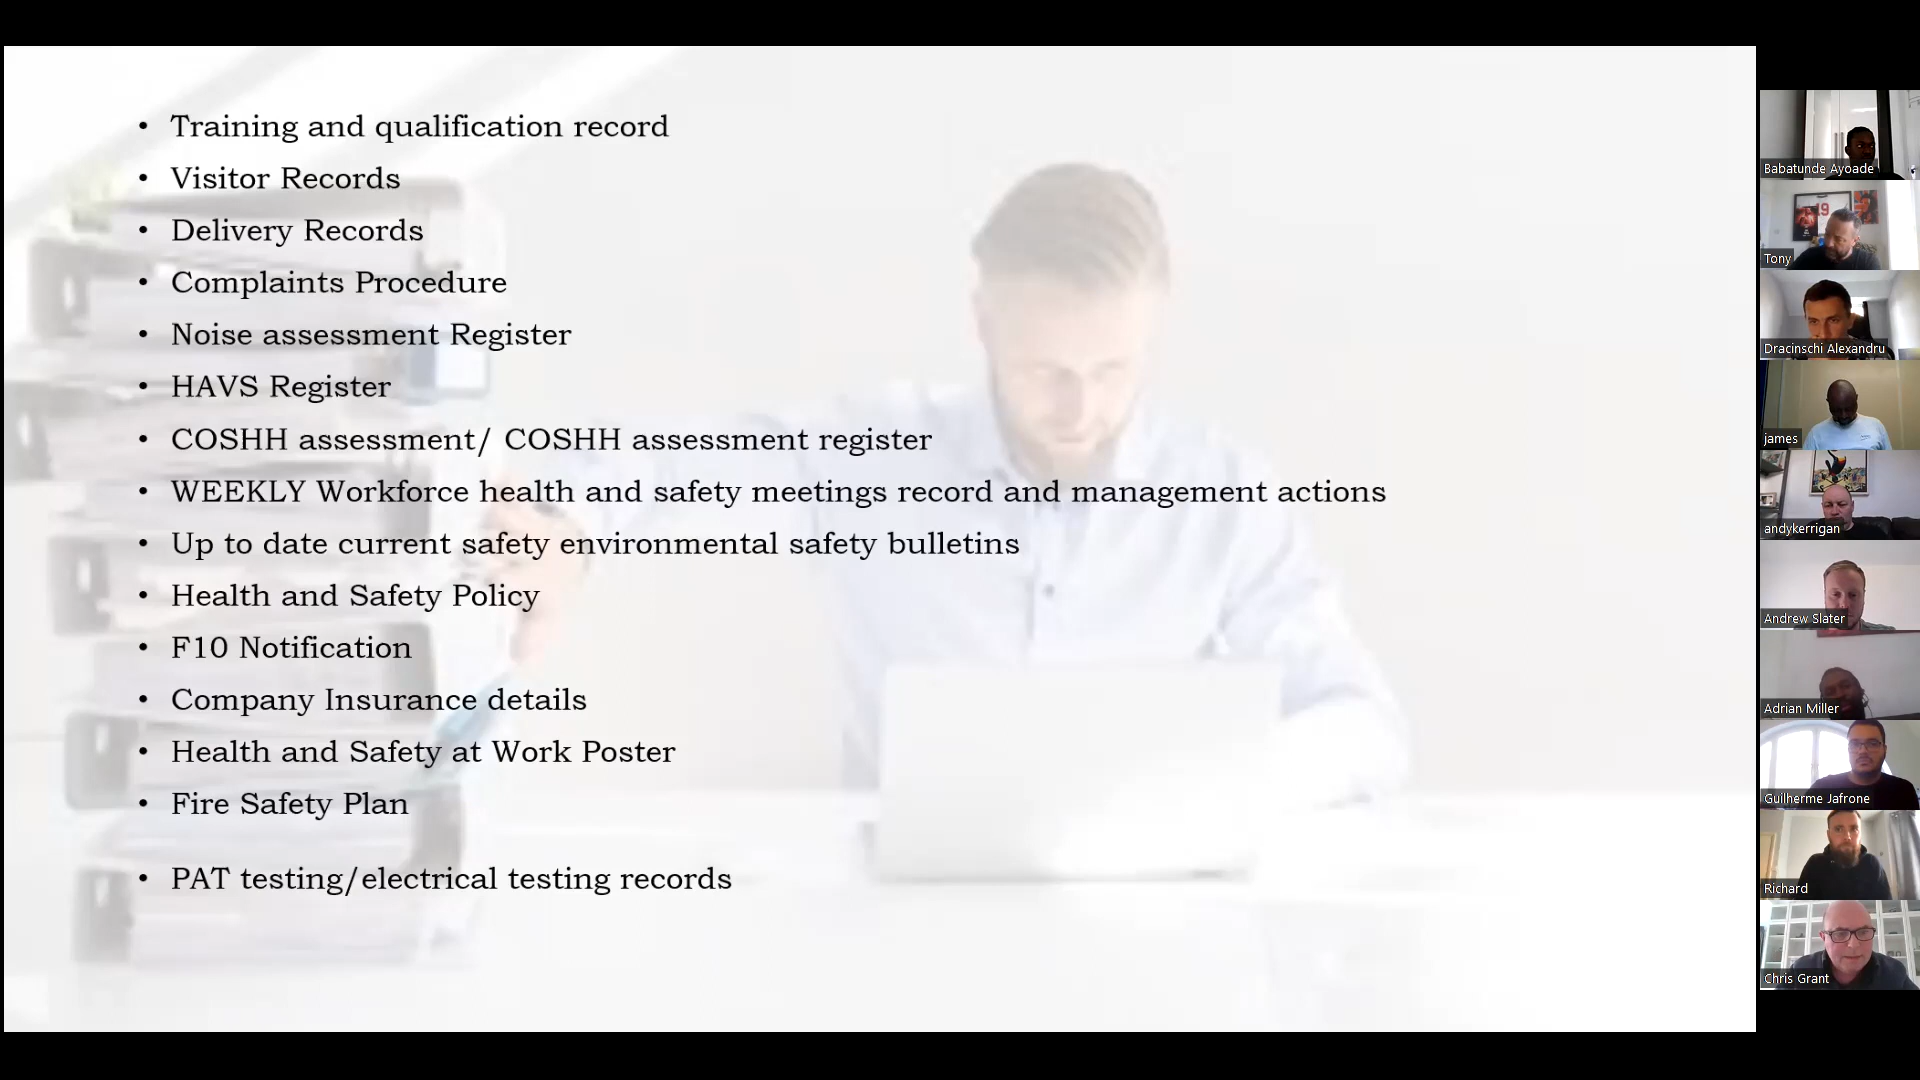 • Training and qualification record
• Visitor Records
• Delivery Records
• Complaints Procedure
• Noise assessment Register
• HAVS Register
• COSHH assessment/ COSHH assessment register
• WEEKLY Workforce health and safety meetings record and management actions
• Up to date current safety environmental safety bulletins
• Health and Safety Policy
• F10 Notification
• Company Insurance details
• Health and Safety at Work Poster
• Fire Safety Plan
• PAT testing/electrical testing records
Babatunde Ayoade
19
Tony
Dracinschi Alexandru
james
andykerrigan
Andrew Slater
Adrian Miller
Guilherme Jafrone
Richard
Chris Grant